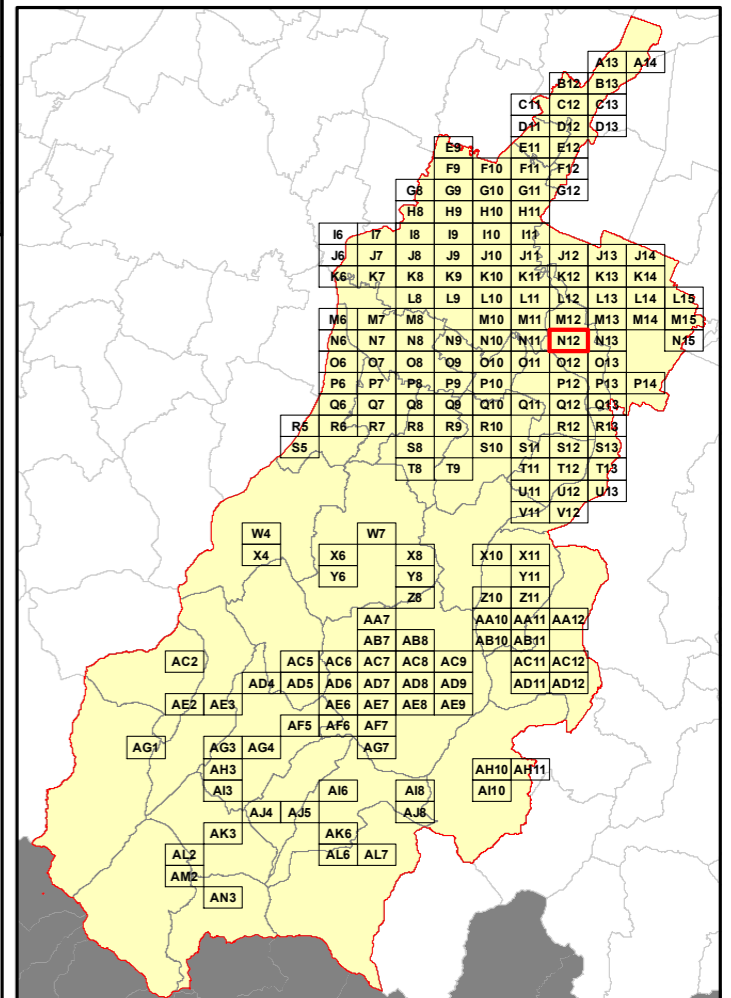 A13 A14
B12 B13
C11 C12 C13
D11 D12 D13
E9 E11 E12
F9 F10 F11 F12
G8 G9 G10 G11 G12
H8 H9 H10 H11
I6 I7 I8 I9 I10 I11
J6 J7 J8 J9 J10 J11 J12 J13 J14
K6 K7 K8 K9 K10 K11 K12 K13 K14
L8 L9 L10 L11 L12 L13 L14 L15
M6 M7 M8 M10 M11 M12 M13 M14 M15
N6 N7 N8 N9 N10 N11 N12 N13 N15
O6 O7 O8 O9 O10 O11 O12 O13
P6 P7 P8 P9 P10 P12 P13 P14
Q6 Q7 Q8 Q9 Q10 Q11 Q12 Q13
R5 R6 R7 R8 R9 R10 R12 R13
S5 S8 S10 S11 S12 S13
T8 T9 T11 T12 T13
U11 U12 U13
V11 V12
W4 W7
X4 X6 X8 X10 X11
Y6 Y8 Y11
Z8 Z10 Z11
AA7 AA10 AA11 AA12
AB7 AB8 AB10 AB11
AC2 AC5 AC6 AC7 AC8 AC9 AC11 AC12
AD4 AD5 AD6 AD7 AD8 AD9 AD11 AD12
AE2 AE3 AE6 AE7 AE8 AE9
AF5 AF6 AF7
AG1 AG3 AG4 AG7
AH3 AH10 AH11
AI3 AI6 AI8 AI10
AJ4 AJ5 AJ8
AK3 AK6
AL2 AL6 AL7
AM2
AN3